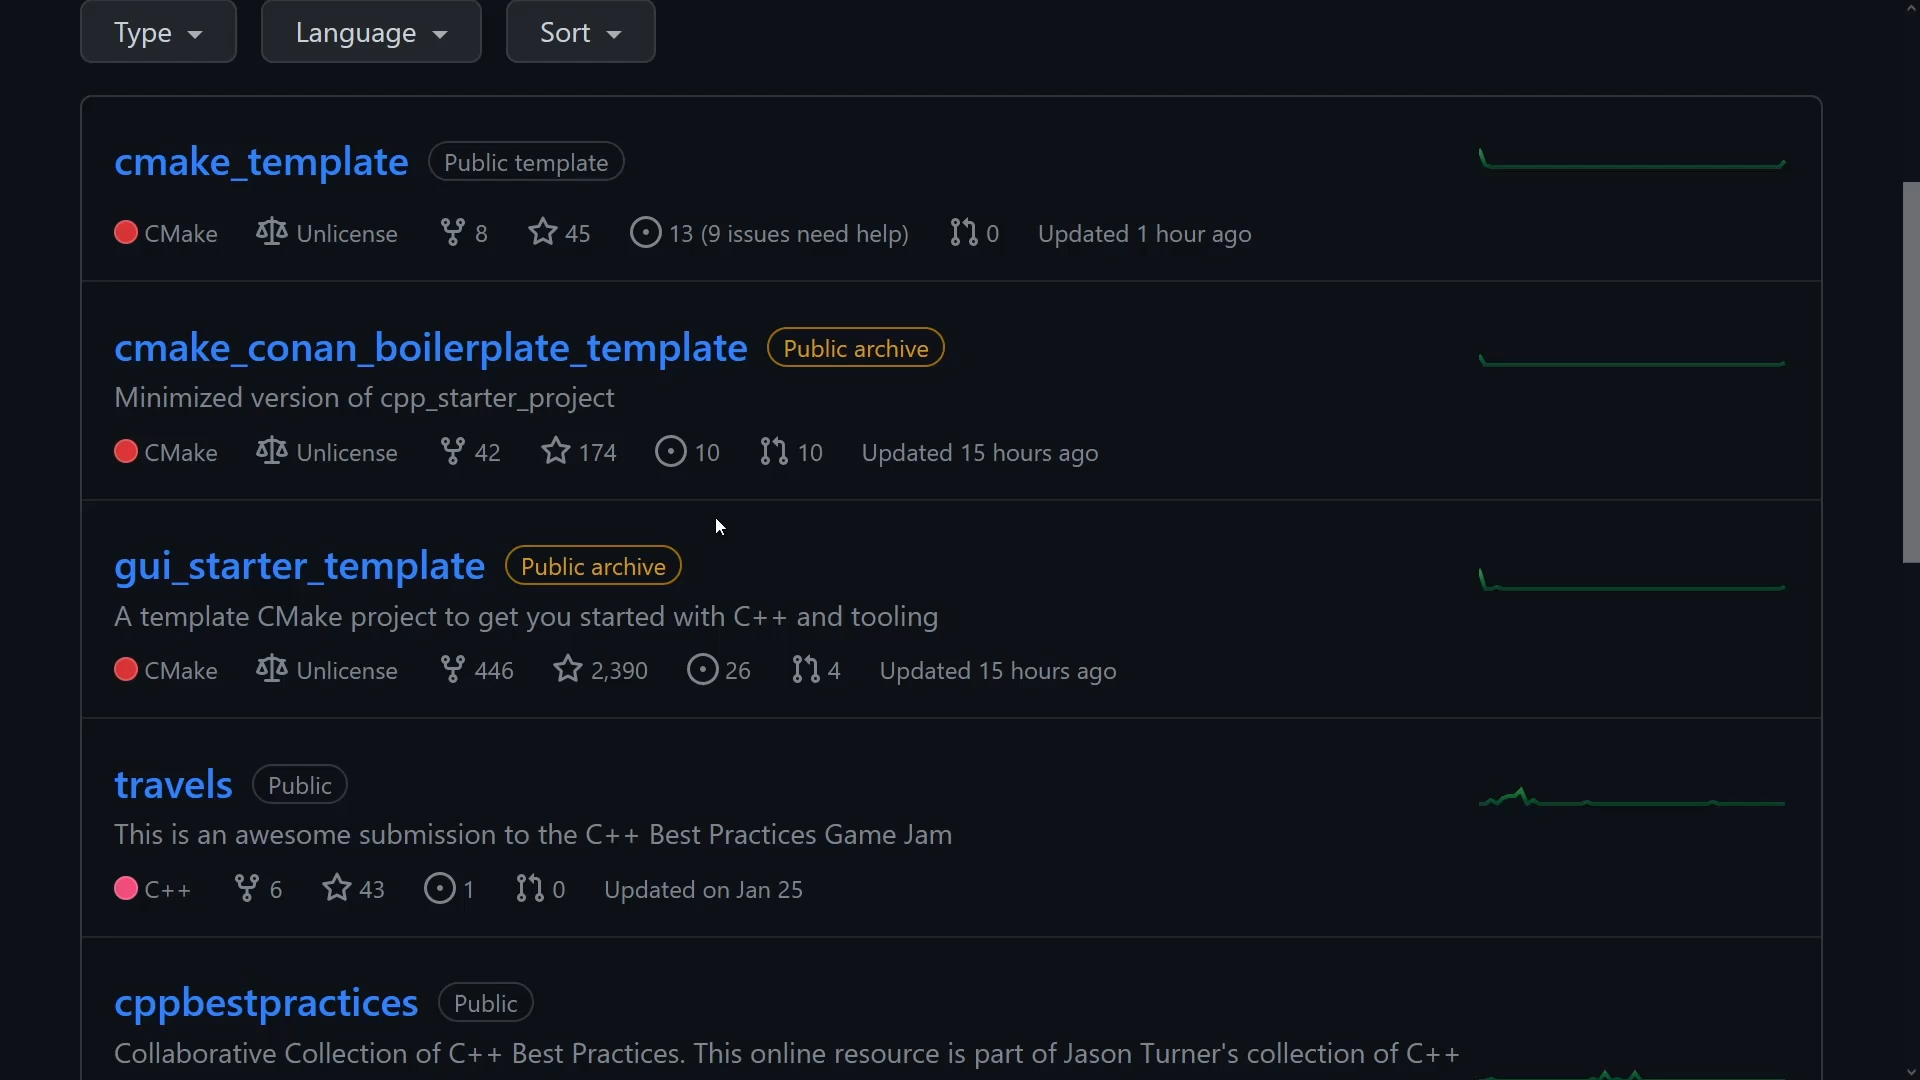 Type Language Sort
cmake_template Public template
CMake Unlicense 8 45 13 (9 issues need help) 0 Updated 1 hour ago
cmake_conan_boilerplate_template Public archive
Minimized version of cpp_starter_project
CMake Unlicense 42 174 10 10 Updated 15 hours ago
gui_starter_template Public archive
A template CMake project to get you started with C++ and tooling
CMake Unlicense 446 2,390 26 4 Updated 15 hours ago
travels Public
This is an awesome submission to the C++ Best Practices Game Jam
C++ 6 43 1 0 Updated on Jan 25
cppbestpractices Public
Collaborative Collection of C++ Best Practices. This online resource is part of Jason Turner's collection of C++